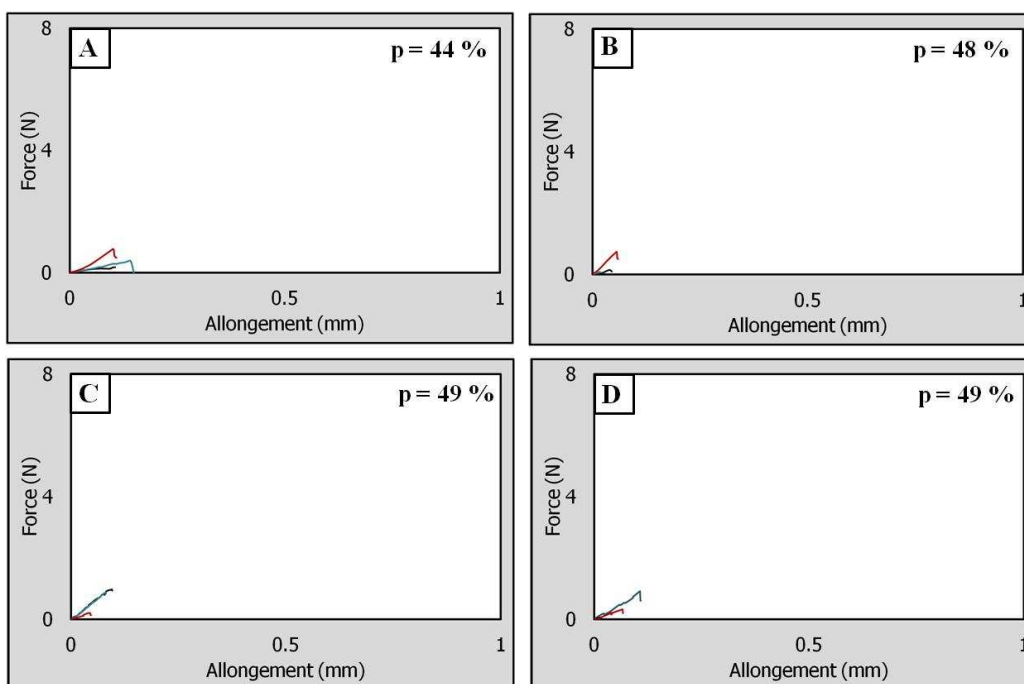 8
A
p = 44 %
Force (N)
4
0
0
0.5
1
Allongement (mm)
8
B
p = 48 %
Force (N)
4
0
0
0.5
1
Allongement (mm)
8
C
p = 49 %
Force (N)
4
0
0
0.5
1
Allongement (mm)
8
D
p = 49 %
Force (N)
4
0
0
0.5
1
Allongement (mm)